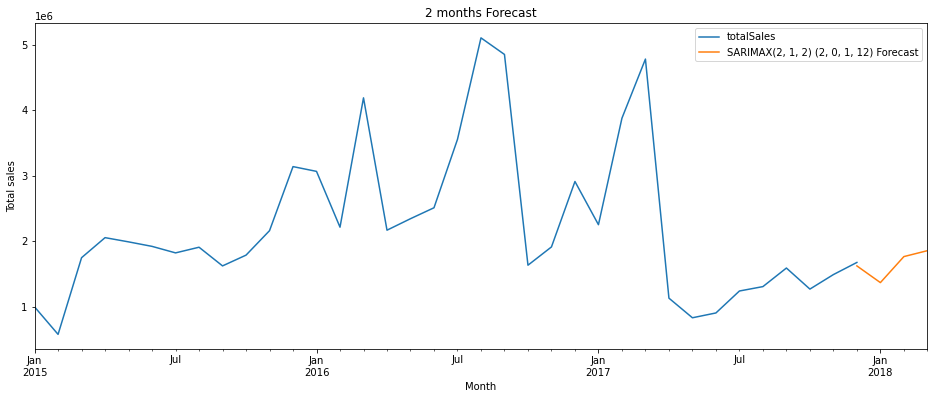 2 months Forecast
1e6
totalSales
SARIMAX(2, 1, 2) (2, 0, 1, 12) Forecast
5
4
3
2
1
Total sales
Jan
2015
Jul
Jan
2016
Jul
Jan
2017
Jul
Jan
2018
Month